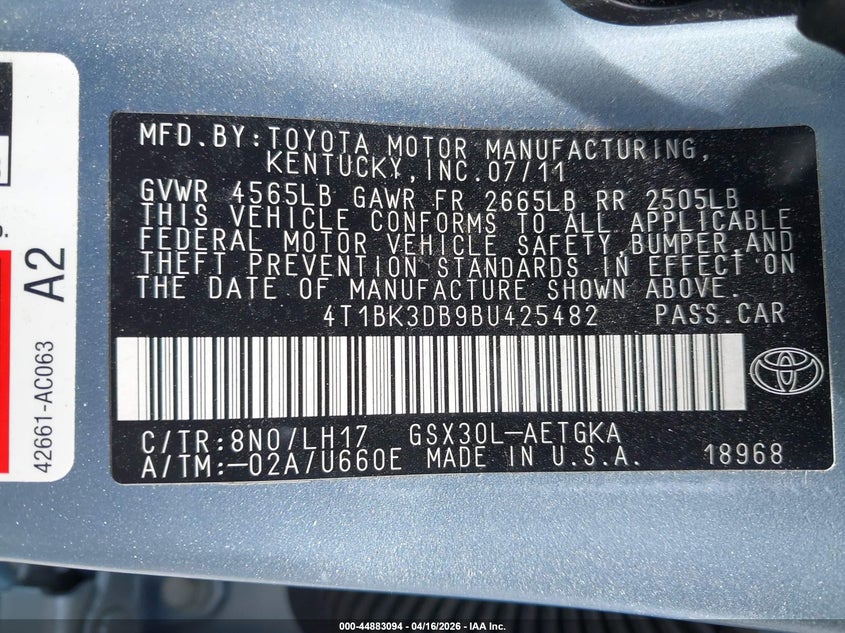 MFD.BY:TOYOTA MOTOR MANUFACTURING,
KENTUCKY, INC. 07/11
GVWR 4565LB GAWR FR 2665LB RR 2505LB
THIS VEHICLE CONFORMS TO ALL APPLICABLE
FEDERAL MOTOR VEHICLE SAFETY, BUMPER, AND
THEFT PREVENTION STANDARDS IN EFFECT ON
THE DATE OF MANUFACTURE SHOWN ABOVE.
4T1BK3DB9BU425482 PASS.CAR
C/TR:8N0/LH17 GSX30L-AETGKA
A/TM:-02A/U660E MADE IN U.S.A. 18968
42661-AC063 A2
000-44883094 - 04/16/2026 - IAA Inc.